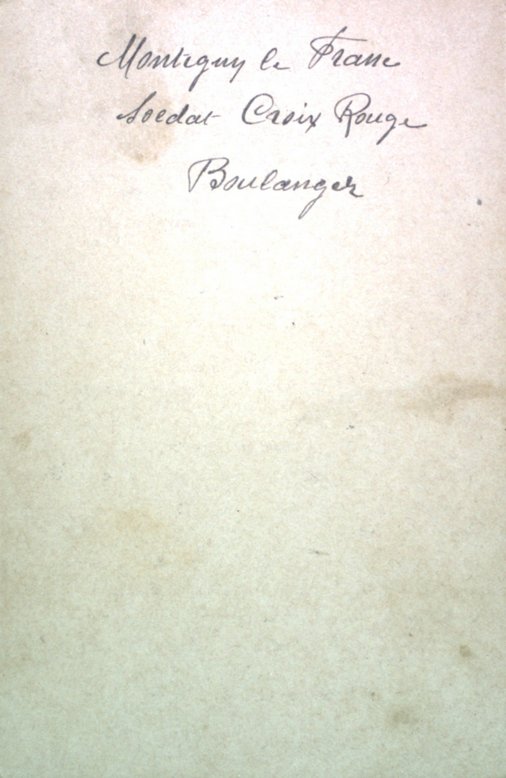 Montigny le Franc
Soldat Croix Rouge
Boulanger